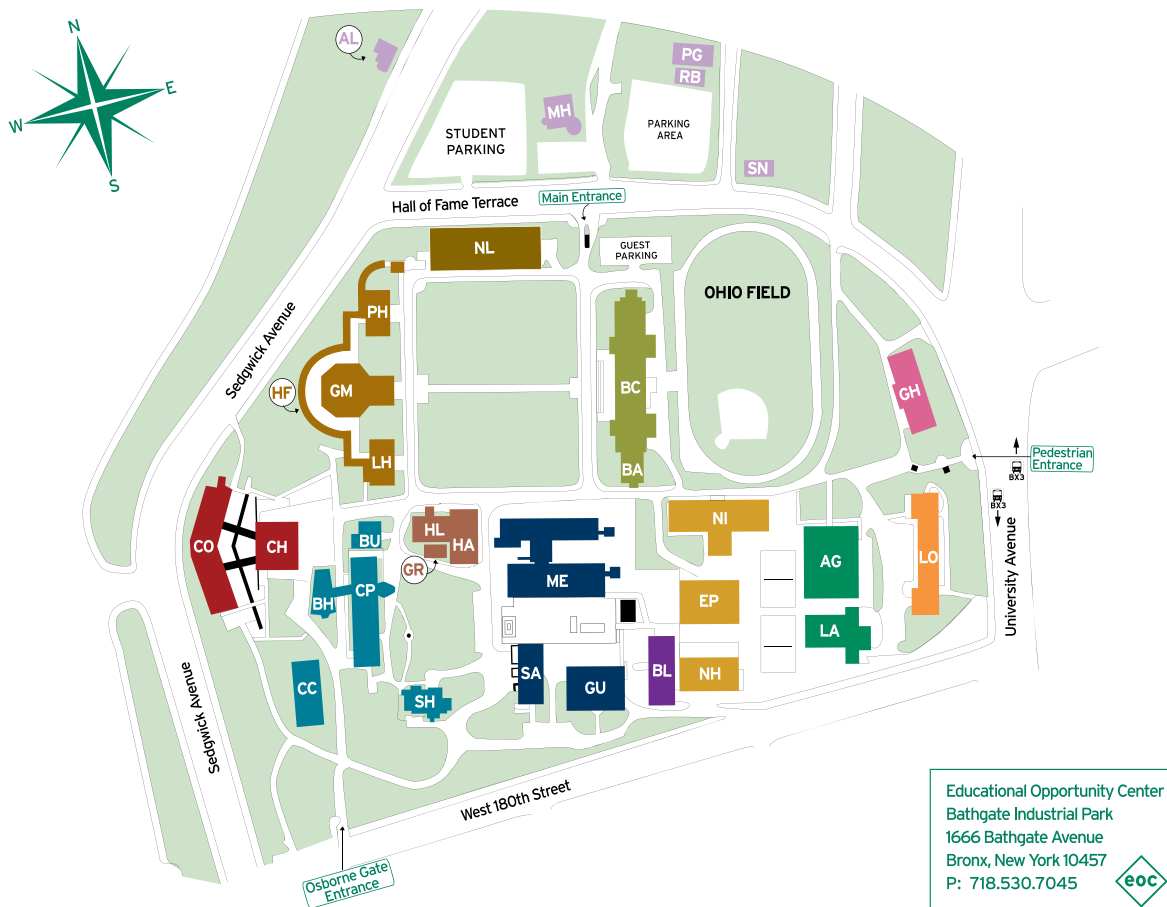 N
E
W
S
AL
PG
RB
MH
STUDENT
PARKING
PARKING
AREA
SN
Main Entrance
Hall of Fame Terrace
NL
GUEST
PARKING
OHIO FIELD
PH
Sedgwick Avenue
GM
HF
BC
GH
LH
BA
Pedestrian
Entrance
BX3
BX3
CO
CH
BU
HL
HA
GR
NI
ME
AG
LO
BH
CP
EP
LA
University Avenue
CC
SH
SA
GU
BL
NH
Sedgwick Avenue
West 180th Street
Osborne Gate
Entrance
Educational Opportunity Center
Bathgate Industrial Park
1666 Bathgate Avenue
Bronx, New York 10457
P: 718.530.7045
eoc